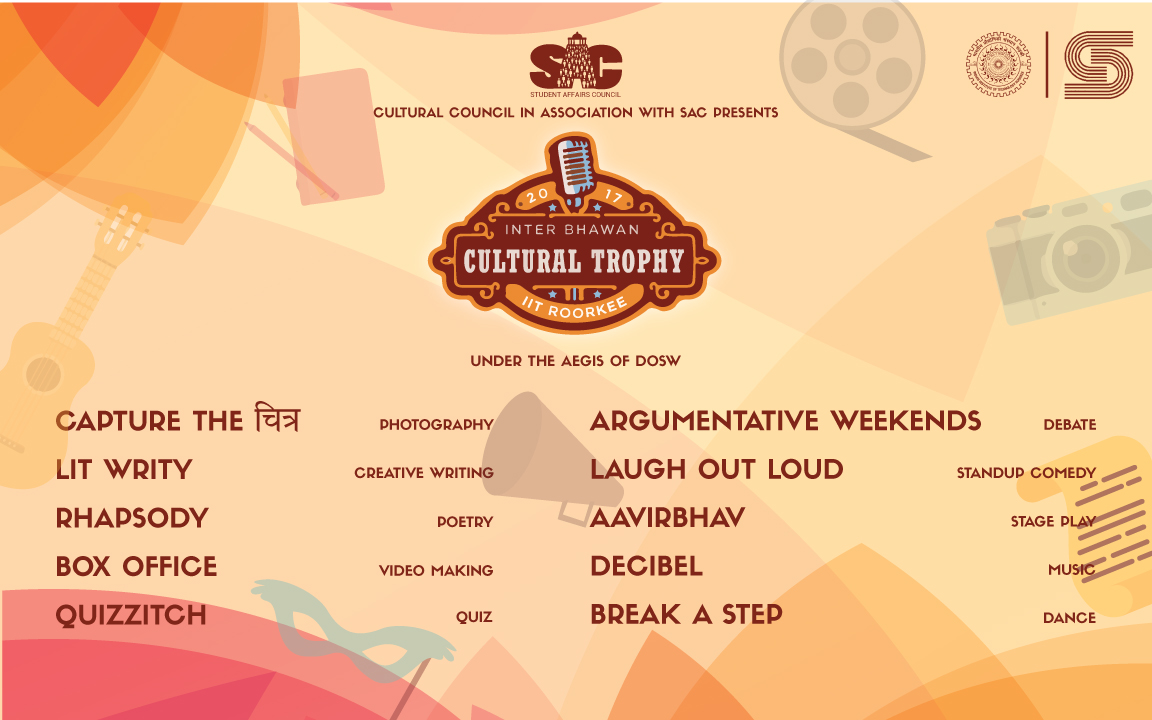 SAC
STUDENT AFFAIRS COUNCIL
CULTURAL COUNCIL IN ASSOCIATION WITH SAC PRESENTS
20 17
INTER BHAWAN
CULTURAL TROPHY
IIT ROORKEE
UNDER THE AEGIS OF DOSW
CAPTURE THE चित्र PHOTOGRAPHY
LIT WRITY CREATIVE WRITING
RHAPSODY POETRY
BOX OFFICE VIDEO MAKING
QUIZZITCH QUIZ
ARGUMENTATIVE WEEKENDS DEBATE
LAUGH OUT LOUD STANDUP COMEDY
AAVIRBHAV STAGE PLAY
DECIBEL MUSIC
BREAK A STEP DANCE